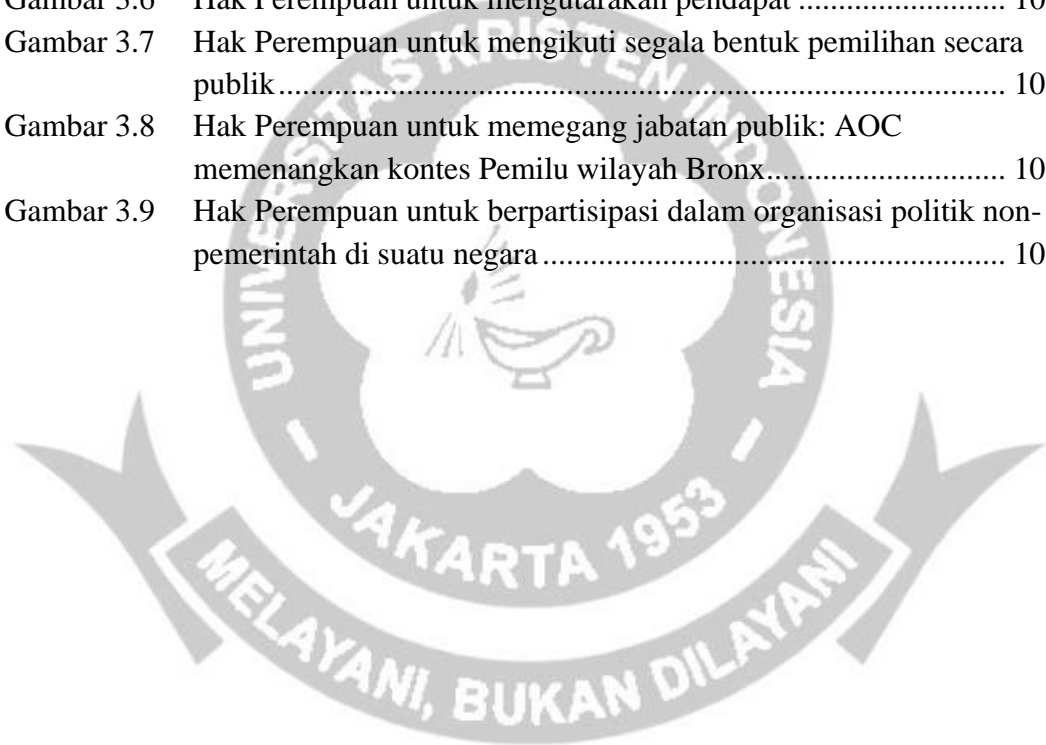 Gambar 3.6 Hak Perempuan untuk mengutarakan pendapat ......................... 10
Gambar 3.7 Hak Perempuan untuk mengikuti segala bentuk pemilihan secara
publik ................................................................................ 10
Gambar 3.8 Hak Perempuan untuk memegang jabatan publik: AOC
memenangkan kontes Pemilu wilayah Bronx .......................... 10
Gambar 3.9 Hak Perempuan untuk berpartisipasi dalam organisasi politik non-
pemerintah di suatu negara .................................................. 10
UNIVERSITAS KRISTEN INDONESIA
JAKARTA 1953
MELAYANI, BUKAN DILAYANI